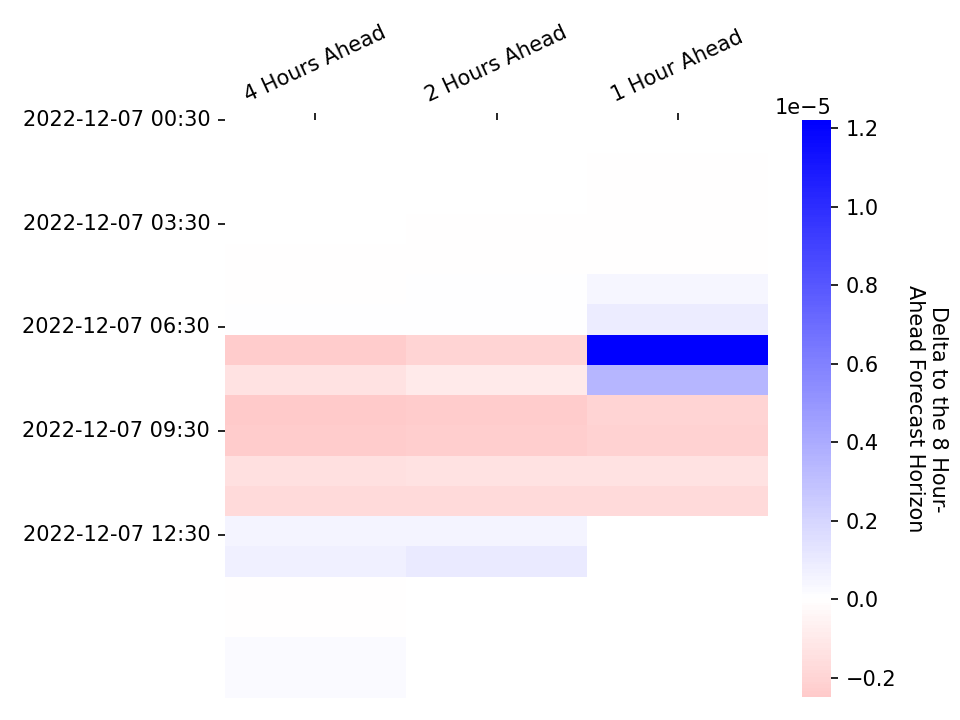 4 Hours Ahead
2 Hours Ahead
1 Hour Ahead
2022-12-07 00:30
2022-12-07 03:30
2022-12-07 06:30
2022-12-07 09:30
2022-12-07 12:30
1e−5
1.2
1.0
0.8
0.6
0.4
0.2
0.0
−0.2
Delta to the 8 Hour-
Ahead Forecast Horizon